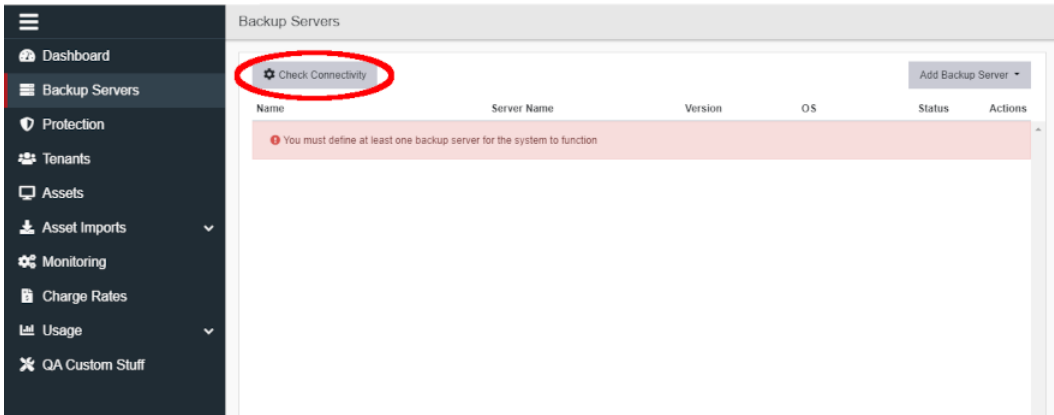 Backup Servers
Dashboard
Backup Servers
Protection
Tenants
Assets
Asset Imports
Monitoring
Charge Rates
Usage
QA Custom Stuff
Check Connectivity
Add Backup Server
Name Server Name Version OS Status Actions
You must define at least one backup server for the system to function